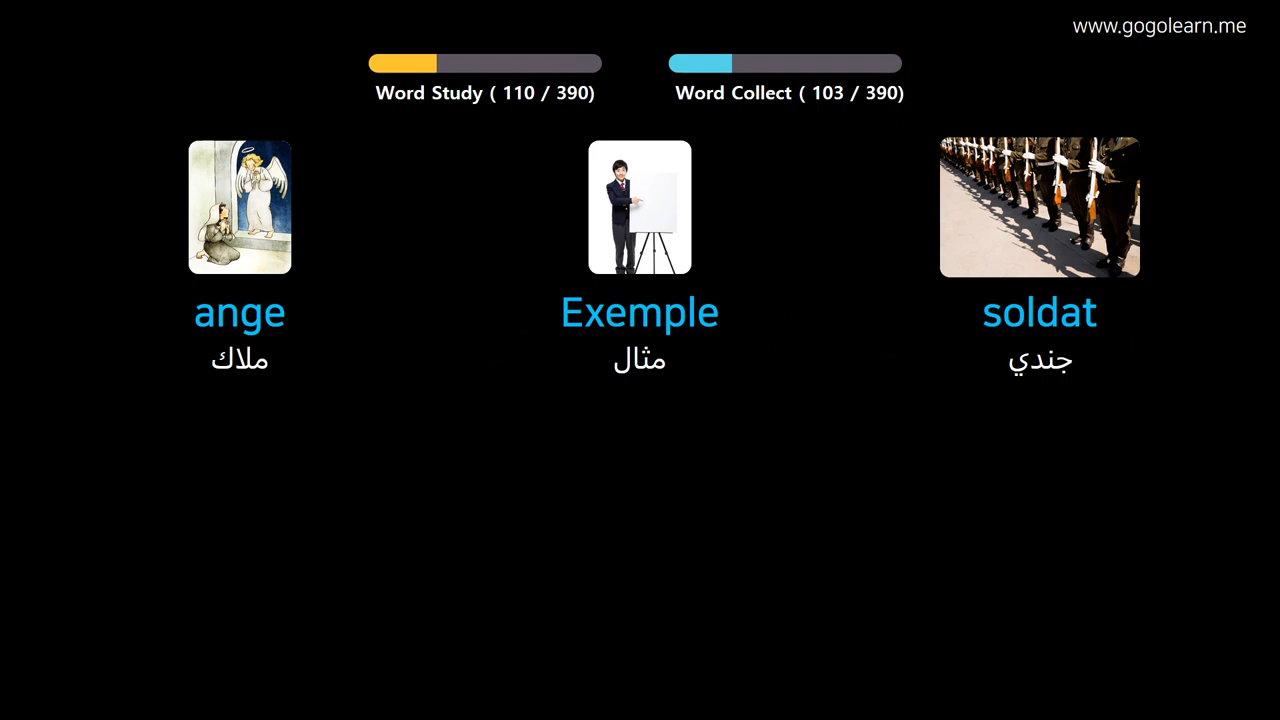 www.gogolearn.me
Word Study ( 110 / 390)
Word Collect ( 103 / 390)
ange
ملاك
Exemple
مثال
soldat
جندي